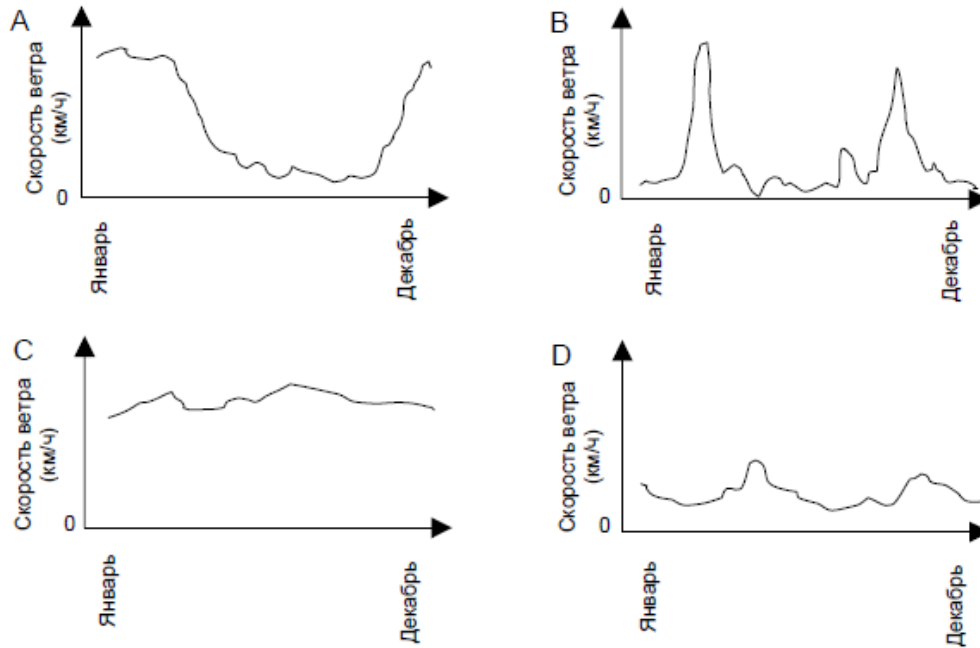 A
Скорость ветра
(км/ч)
0
Январь
Декабрь
B
Скорость ветра
(км/ч)
0
Январь
Декабрь
C
Скорость ветра
(км/ч)
0
Январь
Декабрь
D
Скорость ветра
(км/ч)
0
Январь
Декабрь